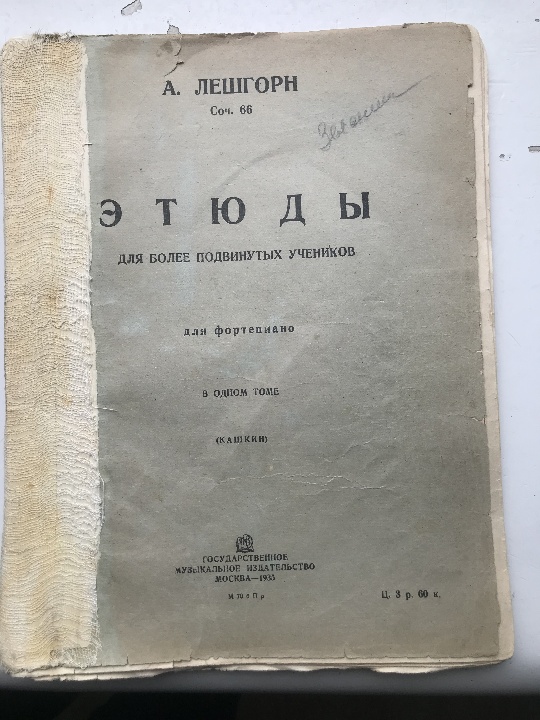 А. ЛЕШГОРН
Соч. 66
ЭТЮДЫ
ДЛЯ БОЛЕЕ ПОДВИНУТЫХ УЧЕНИКОВ
для фортепиано
В ОДНОМ ТОМЕ
(КАШКИН)
ГОСУДАРСТВЕННОЕ
МУЗЫКАЛЬНОЕ ИЗДАТЕЛЬСТВО
МОСКВА—1935
Ц. 3 р. 60 к.